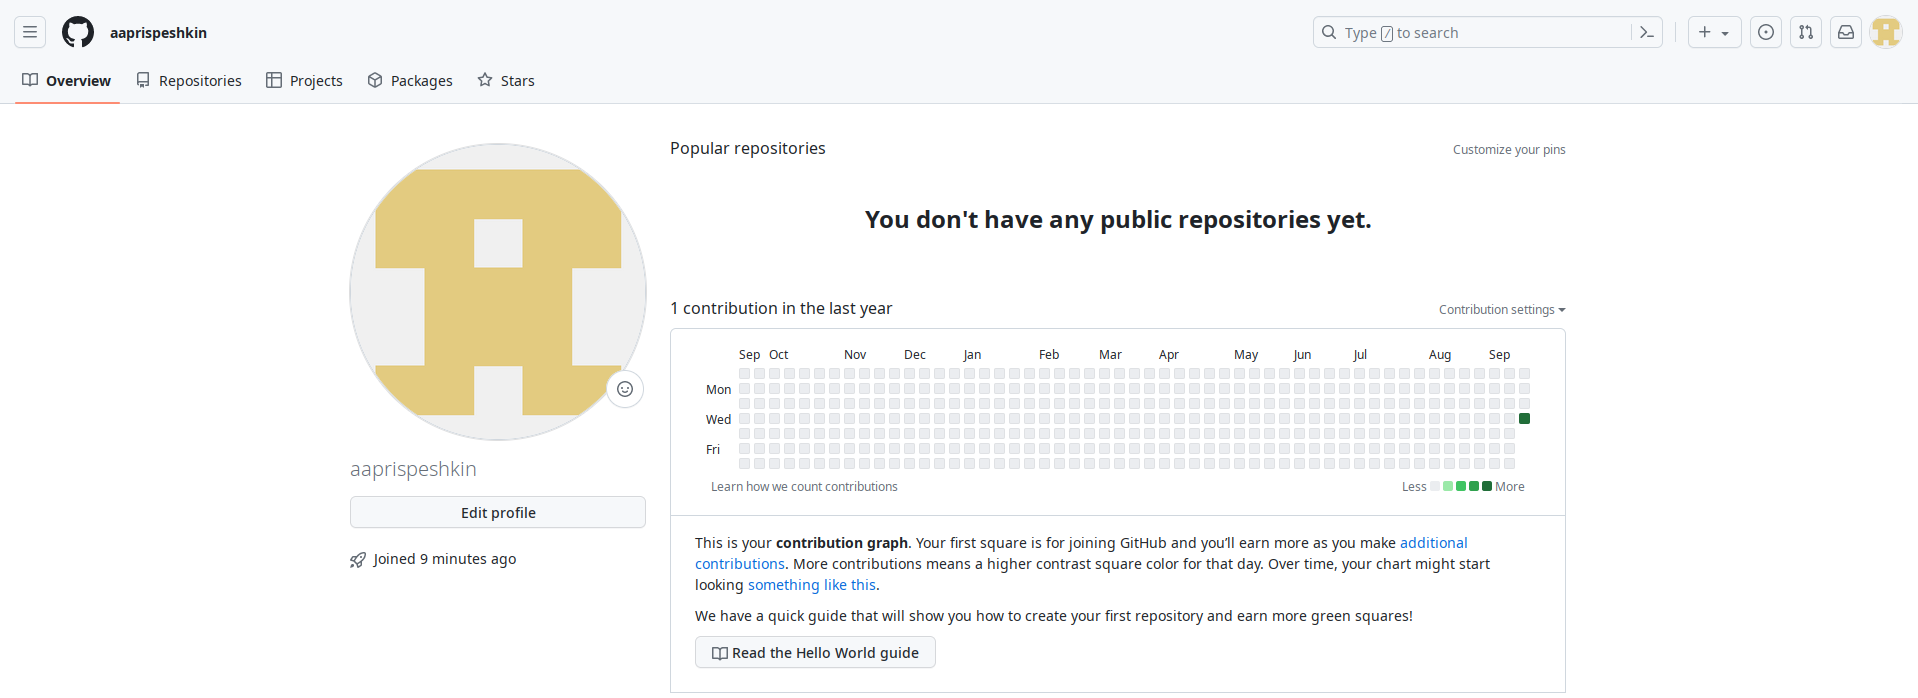 aaprispeshkin
Type / to search
Overview
Repositories
Projects
Packages
Stars
aaprispeshkin
Edit profile
Joined 9 minutes ago
Popular repositories
Customize your pins
You don't have any public repositories yet.
1 contribution in the last year
Contribution settings
Sep Oct Nov Dec Jan Feb Mar Apr May Jun Jul Aug Sep
Mon
Wed
Fri
Learn how we count contributions
Less More
This is your contribution graph. Your first square is for joining GitHub and you’ll earn more as you make additional
contributions. More contributions means a higher contrast square color for that day. Over time, your chart might start
looking something like this.
We have a quick guide that will show you how to create your first repository and earn more green squares!
Read the Hello World guide